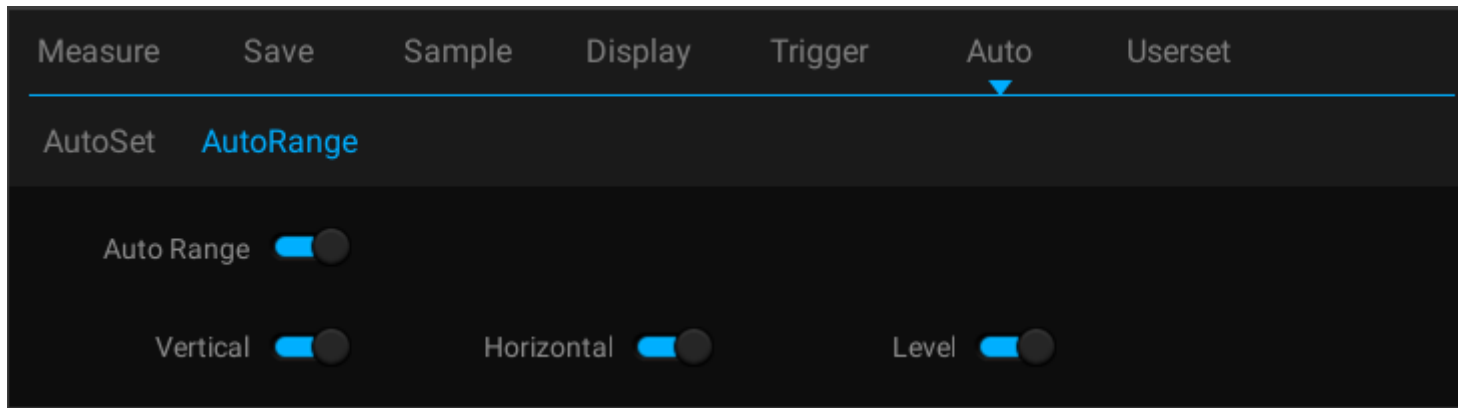 Measure Save Sample Display Trigger Auto Userset
AutoSet AutoRange
Auto Range
Vertical Horizontal Level